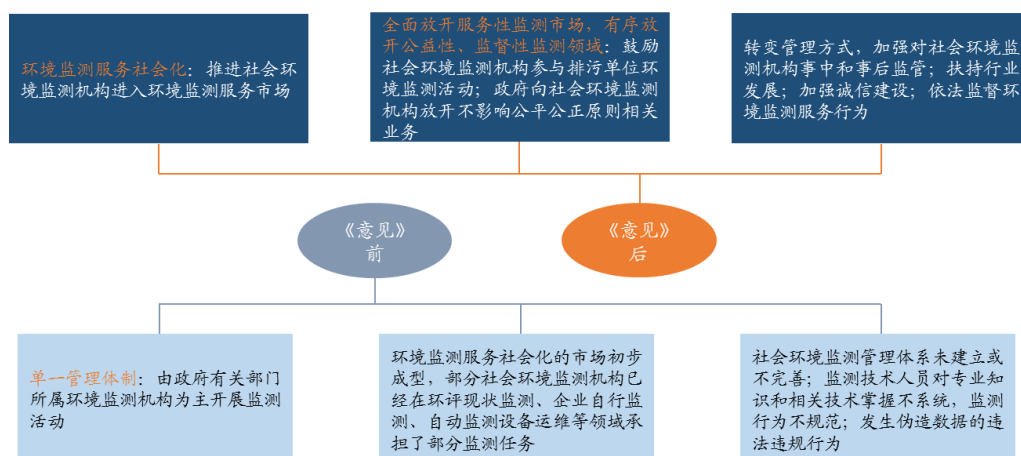 环境监测服务社会化：推进社会环
境监测机构进入环境监测服务市场
全面放开服务性监测市场，有序放
开公益性、监督性监测领域：鼓励
社会环境监测机构参与排污单位环
境监测活动；政府向社会环境监测
机构放开不影响公平公正原则相关
业务
转变管理方式，加强对社会环境监
测机构事中和事后监管；扶持行业
发展；加强诚信建设；依法监督环
境监测服务行为
《意见》
前
《意见》
后
单一管理体制：由政府有关部门
所属环境监测机构为主开展监测
活动
环境监测服务社会化的市场初步
成型，部分社会环境监测机构已
经在环评现状监测、企业自行监
测、自动监测设备运维等领域承
担了部分监测任务
社会环境监测管理体系未建立或
不完善；监测技术人员对专业知
识和相关技术掌握不系统，监测
行为不规范；发生伪造数据的违
法违规行为